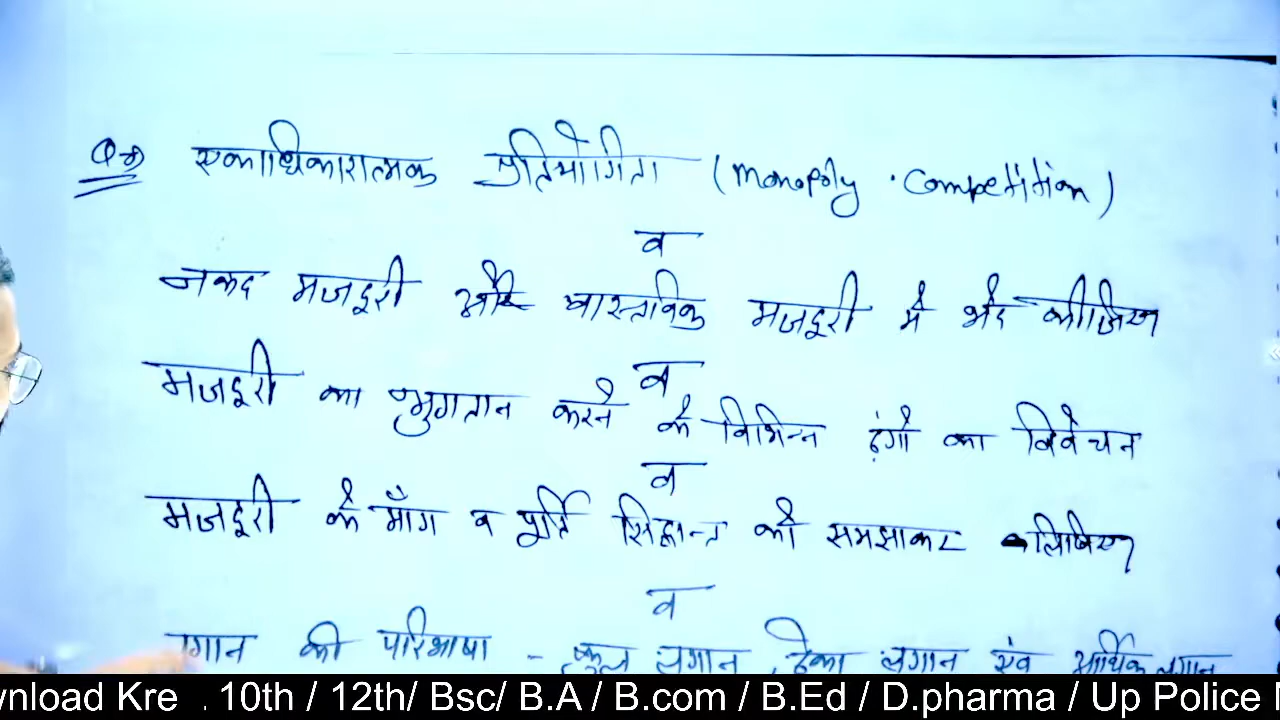 Q. एकाधिकारात्मक प्रतियोगिता (Monopoly . Competition)
व
नकद मजदूरी और वास्तविक मजदूरी में भेद कीजिए
व
मजदूरी का भुगतान करने के विभिन्न ढंगों का विवेचन
व
मजदूरी के माँग व पूर्ति सिद्धान्त को समझाकर लिखिए
व
लगान की परिभाषा - कुल लगान, ठेका लगान एवं आर्थिक लगान
wnload Kre . 10th / 12th/ Bsc/ B.A / B.com / B.Ed / D.pharma / Up Police